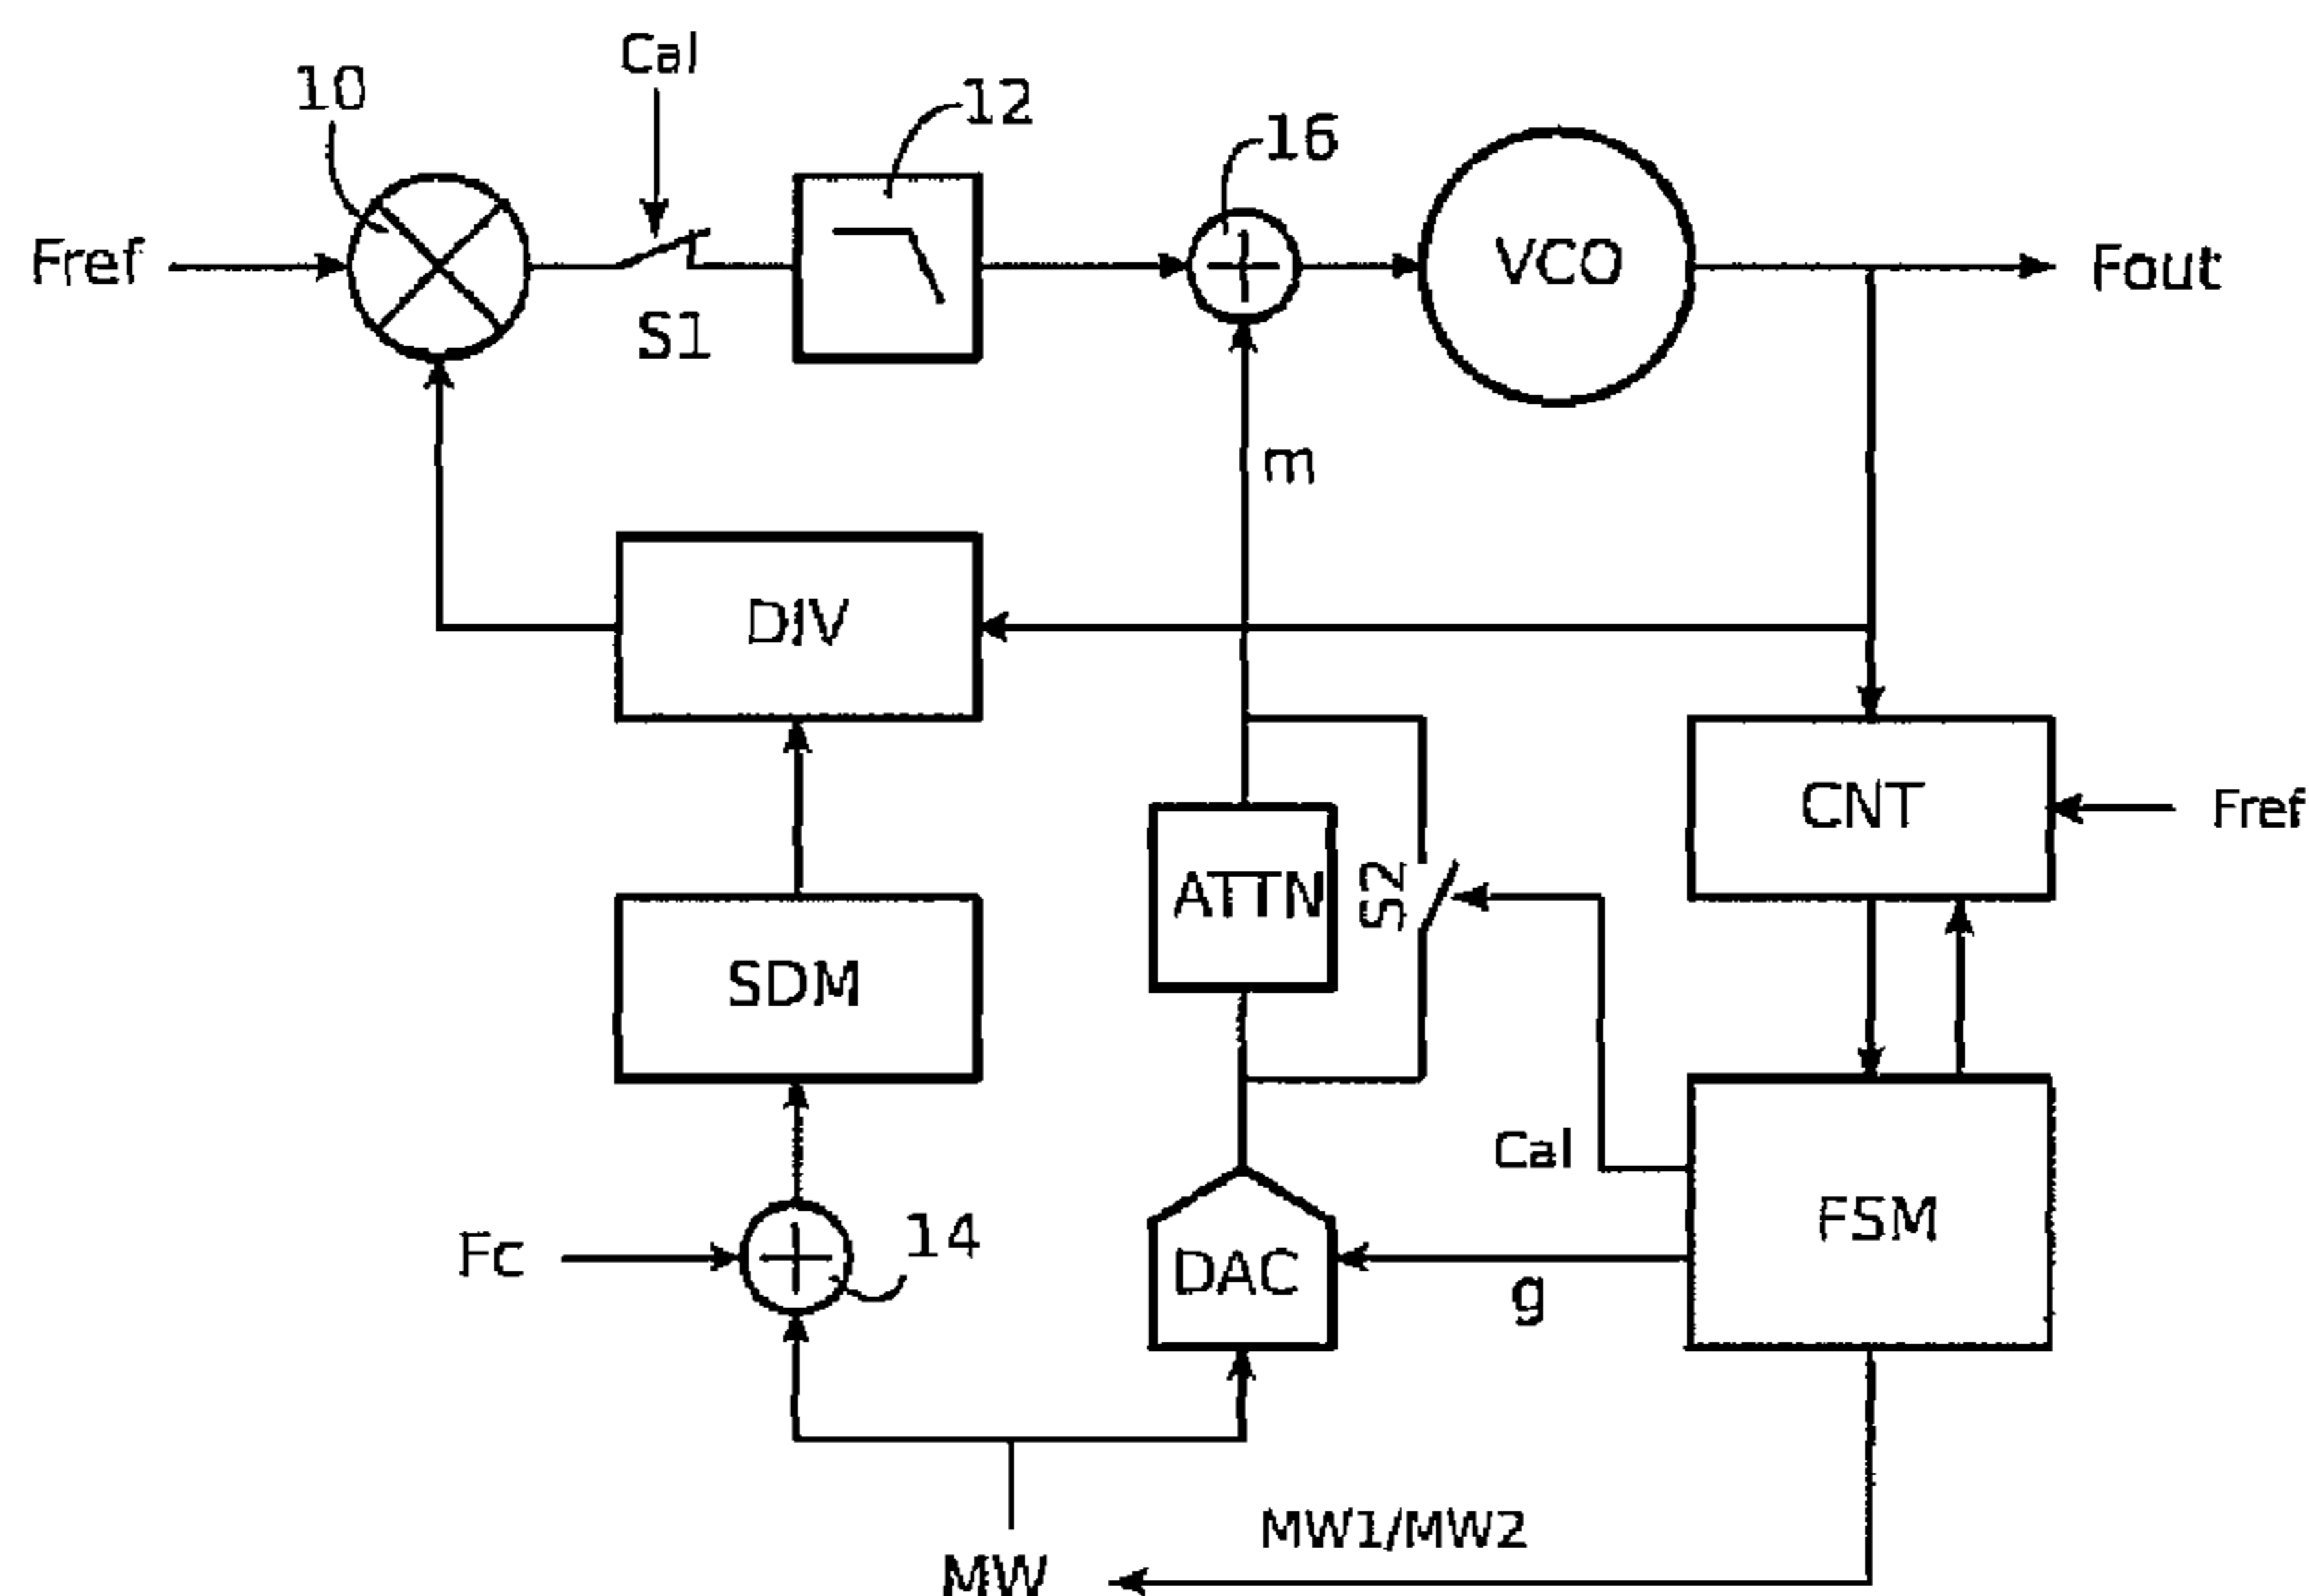 Cal
10
12
16
Fref
VCO
Fout
S1
m
DIV
CNT
Fref
ATTN
S2
SDM
Cal
FSM
Fc
14
DAC
g
MW1/MW2
MW